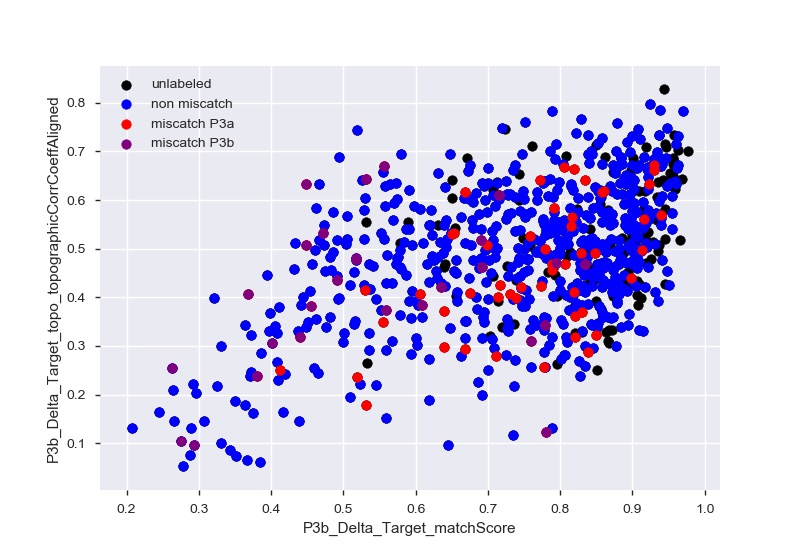 unlabeled
non miscatch
miscatch P3a
miscatch P3b
P3b_Delta_Target_topo_topographicCorrCoeffAligned
0.8
0.7
0.6
0.5
0.4
0.3
0.2
0.1
0.2 0.3 0.4 0.5 0.6 0.7 0.8 0.9 1.0
P3b_Delta_Target_matchScore